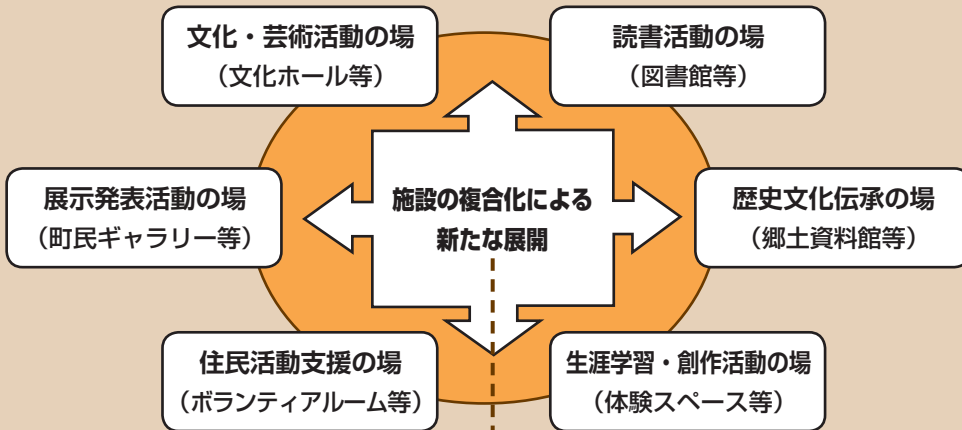 文化・芸術活動の場
（文化ホール等）
読書活動の場
（図書館等）
展示発表活動の場
（町民ギャラリー等）
施設の複合化による
新たな展開
歴史文化伝承の場
（郷土資料館等）
住民活動支援の場
（ボランティアルーム等）
生涯学習・創作活動の場
（体験スペース等）